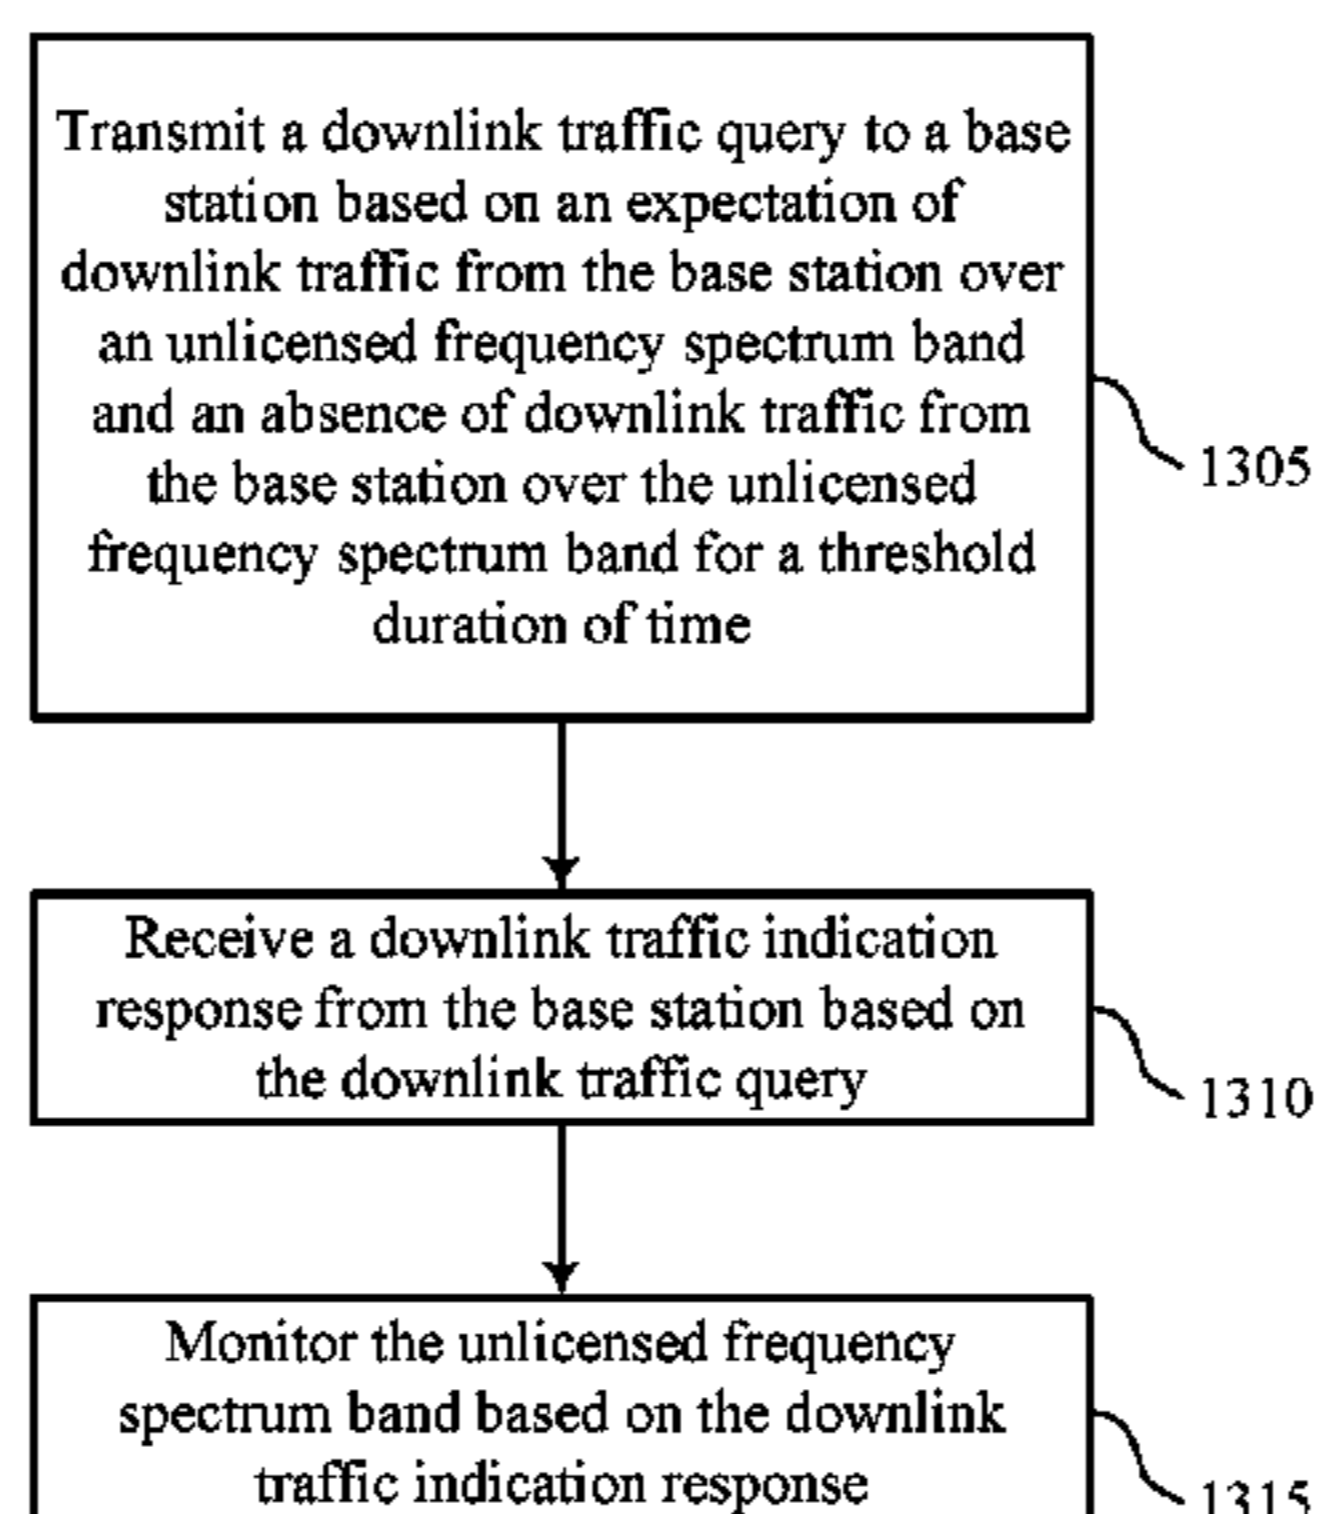 Transmit a downlink traffic query to a base
station based on an expectation of
downlink traffic from the base station over
an unlicensed frequency spectrum band
and an absence of downlink traffic from
the base station over the unlicensed
frequency spectrum band for a threshold
duration of time
1305
Receive a downlink traffic indication
response from the base station based on
the downlink traffic query
1310
Monitor the unlicensed frequency
spectrum band based on the downlink
traffic indication response
1315